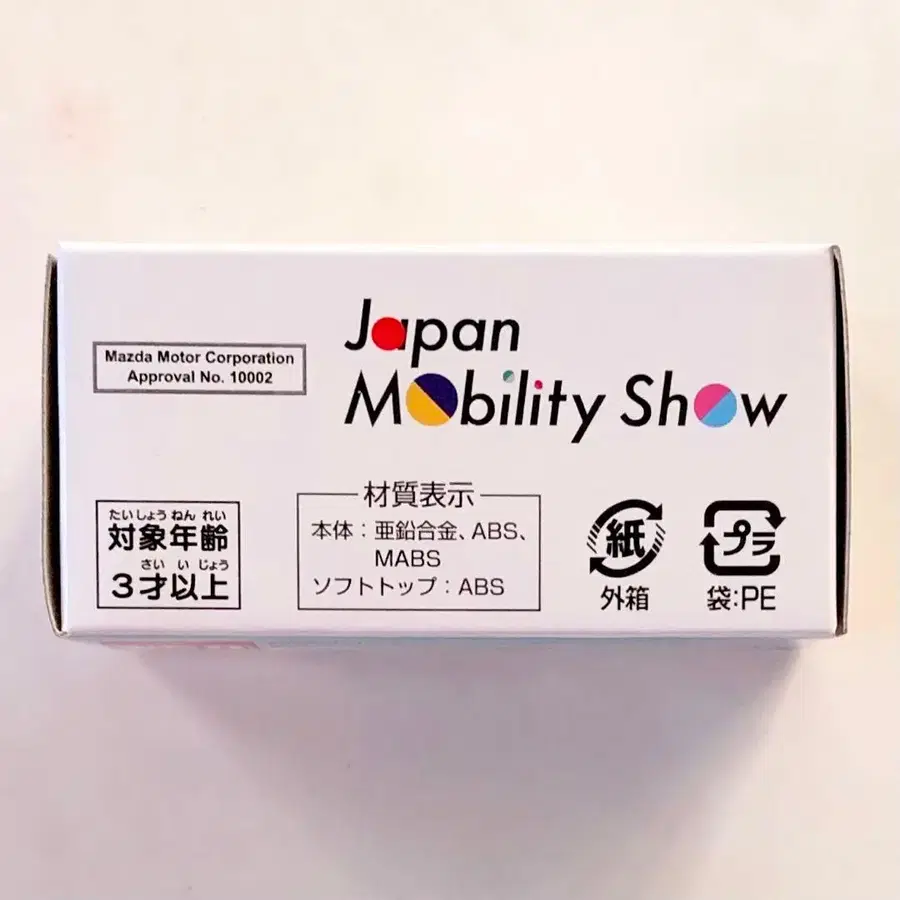 Mazda Motor Corporation
Approval No. 10002
Japan
Mobility Show
たいしょう ねん れい
対象年齢
さい い じょう
3才以上
材質表示
本体：亜鉛合金、ABS、
MABS
ソフトトップ：ABS
紙
外箱
プラ
袋：PE